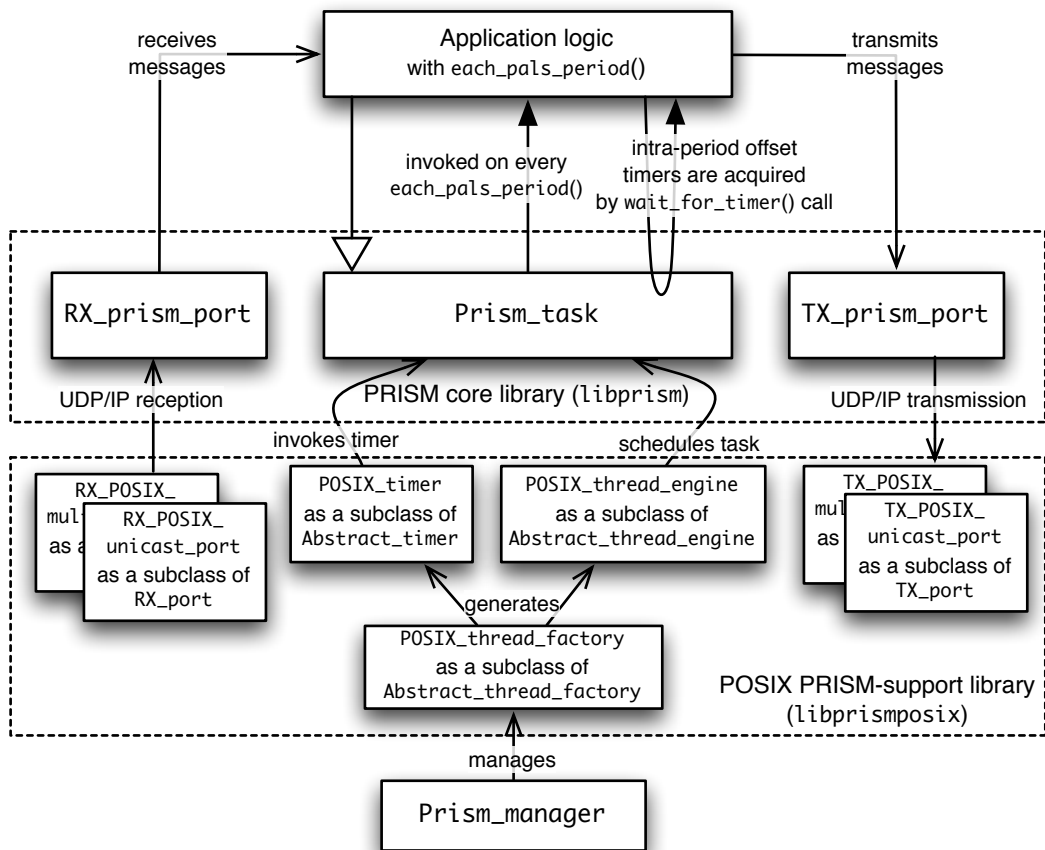 receives
messages
Application logic
with each_pals_period()
transmits
messages
invoked on every
each_pals_period()
intra-period offset
timers are acquired
by wait_for_timer() call
RX_prism_port
Prism_task
TX_prism_port
UDP/IP reception
PRISM core library (libprism)
UDP/IP transmission
invokes timer
schedules task
RX_POSIX_
as a
RX_POSIX_
unicast_port
as a subclass of
RX_port
POSIX_timer
as a subclass of
Abstract_timer
POSIX_thread_engine
as a subclass of
Abstract_thread_engine
TX_POSIX_
as
TX_POSIX_
unicast_port
as a subclass of
TX_port
generates
POSIX_thread_factory
as a subclass of
Abstract_thread_factory
POSIX PRISM-support library
(libprismposix)
manages
Prism_manager